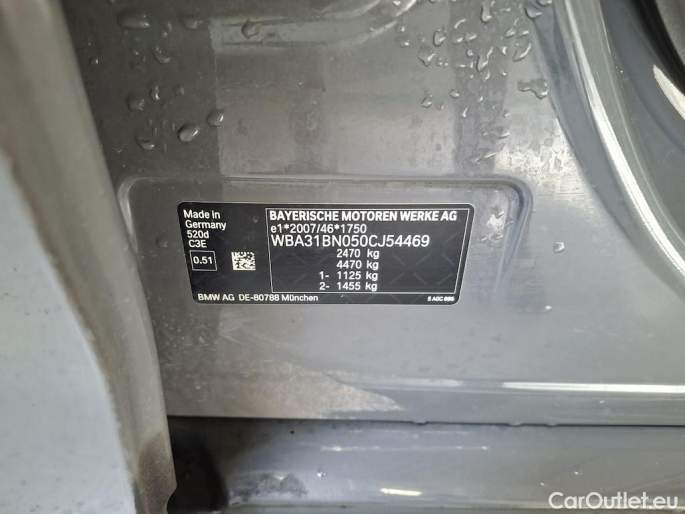 Made in
Germany
520d
C3E
0.51
BAYERISCHE MOTOREN WERKE AG
e1*2007/46*1750
WBA31BN050CJ54469
2470 kg
4470 kg
1- 1125 kg
2- 1455 kg
BMW AG DE-80788 München
CarOutlet.eu